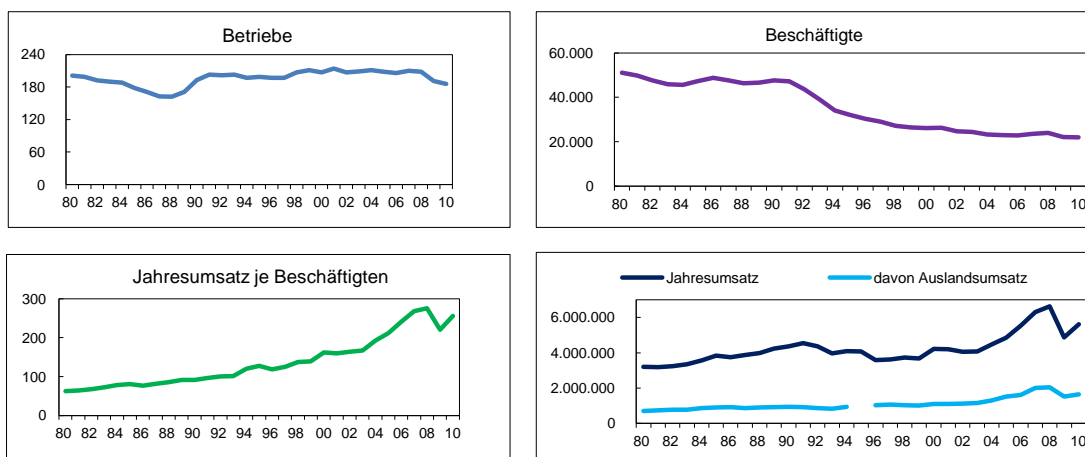 Betriebe
240
180
120
60
0
80 82 84 86 88 90 92 94 96 98 00 02 04 06 08 10
Beschäftigte
60.000
40.000
20.000
0
80 82 84 86 88 90 92 94 96 98 00 02 04 06 08 10
Jahresumsatz je Beschäftigten
300
200
100
0
80 82 84 86 88 90 92 94 96 98 00 02 04 06 08 10
Jahresumsatz davon Auslandsumsatz
6.000.000
4.000.000
2.000.000
0
80 82 84 86 88 90 92 94 96 98 00 02 04 06 08 10